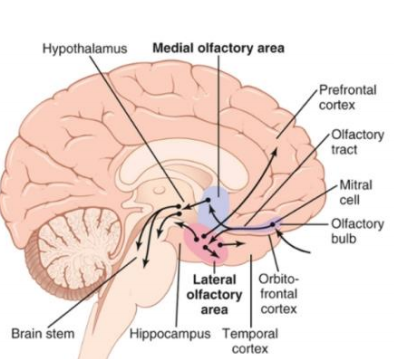 Hypothalamus
Medial olfactory area
Prefrontal
cortex
Olfactory
tract
Mitral
cell
Olfactory
bulb
Orbito-
frontal
cortex
Lateral
olfactory
area
Brain stem
Hippocampus
Temporal
cortex